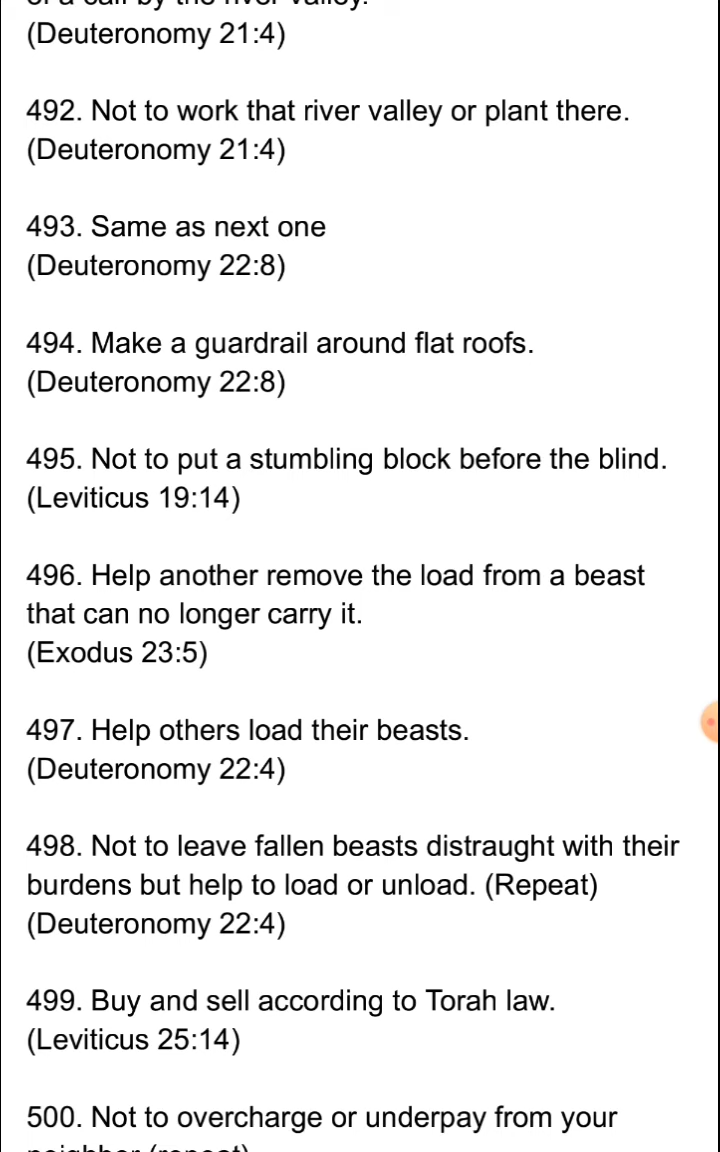 (Deuteronomy 21:4)
492. Not to work that river valley or plant there.
(Deuteronomy 21:4)
493. Same as next one
(Deuteronomy 22:8)
494. Make a guardrail around flat roofs.
(Deuteronomy 22:8)
495. Not to put a stumbling block before the blind.
(Leviticus 19:14)
496. Help another remove the load from a beast
that can no longer carry it.
(Exodus 23:5)
497. Help others load their beasts.
(Deuteronomy 22:4)
498. Not to leave fallen beasts distraught with their
burdens but help to load or unload. (Repeat)
(Deuteronomy 22:4)
499. Buy and sell according to Torah law.
(Leviticus 25:14)
500. Not to overcharge or underpay from your